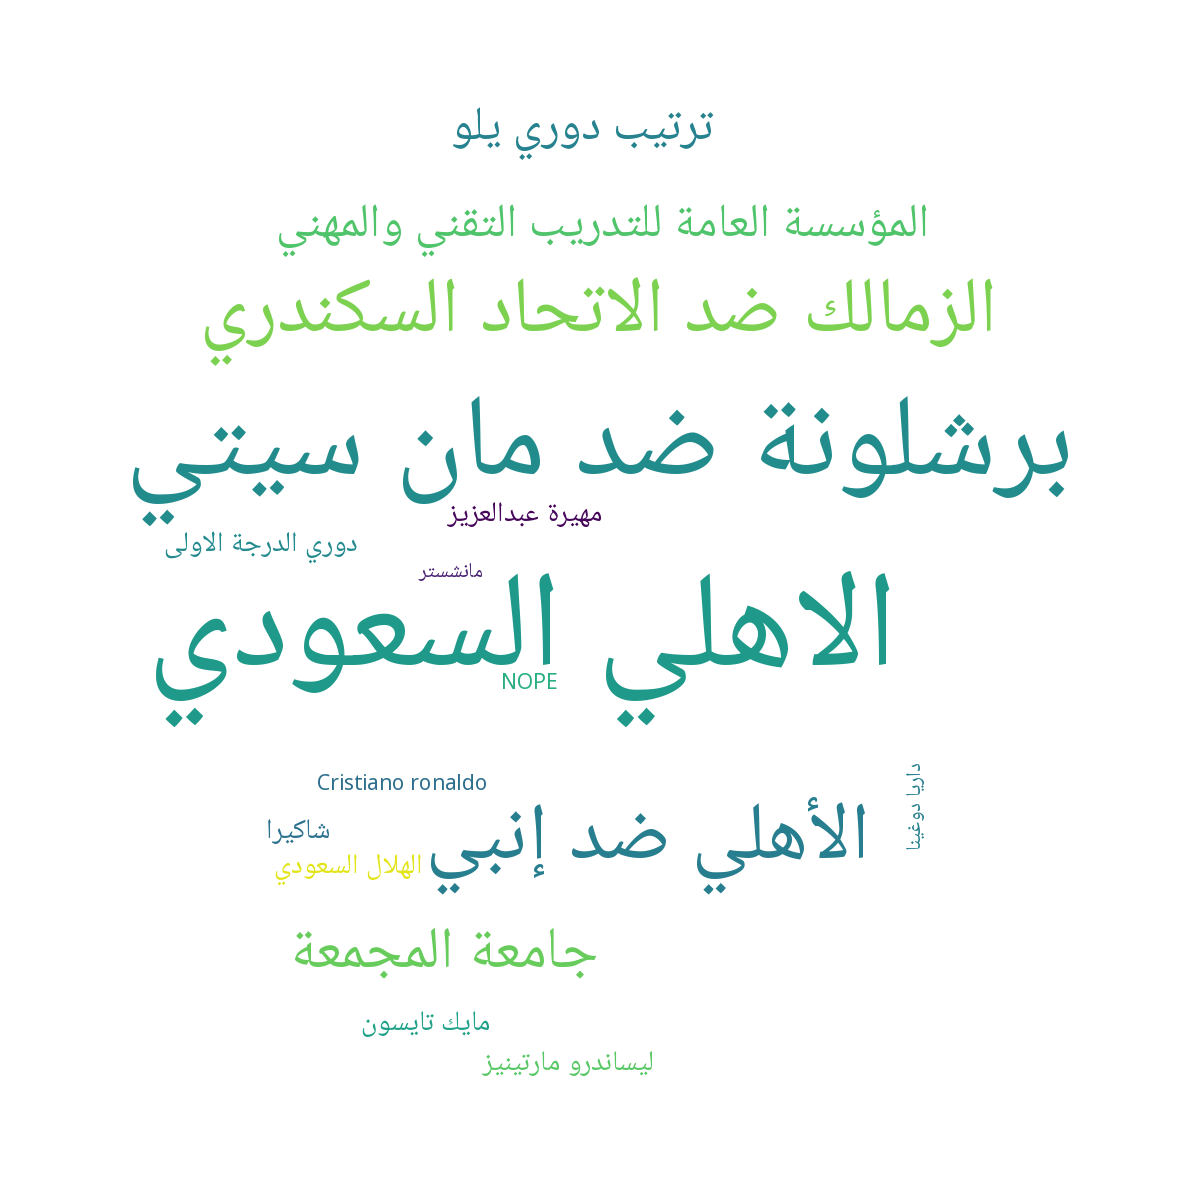 ترتيب دوري يلو
المؤسسة العامة للتدريب التقني والمهني
الزمالك ضد الاتحاد السكندري
برشلونة ضد مان سيتي
مهيرة عبدالعزيز
دوري الدرجة الاولى
مانشستر
الاهلي السعودي
NOPE
Cristiano ronaldo
داريا دوغينا
الأهلي ضد إنبي
شاكيرا
الهلال السعودي
جامعة المجمعة
مايك تايسون
ليساندرو مارتينيز